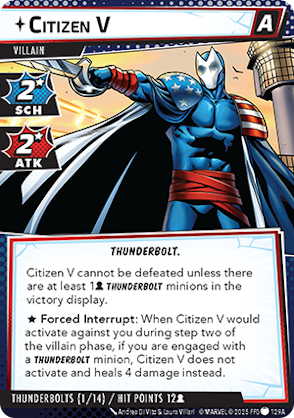 CITIZEN V
A
VILLAIN
2★
SCH
2★
ATK
THUNDERBOLT.
Citizen V cannot be defeated unless there
are at least 1 THUNDERBOLT minions in the
victory display.
★ Forced Interrupt: When Citizen V would
activate against you during step two of
the villain phase, if you are engaged with
a THUNDERBOLT minion, Citizen V does not
activate and heals 4 damage instead.
THUNDERBOLTS (1/14) / HIT POINTS 12
Andrea Di Vito & Laura Villari © MARVEL © 2025 FFG 129A